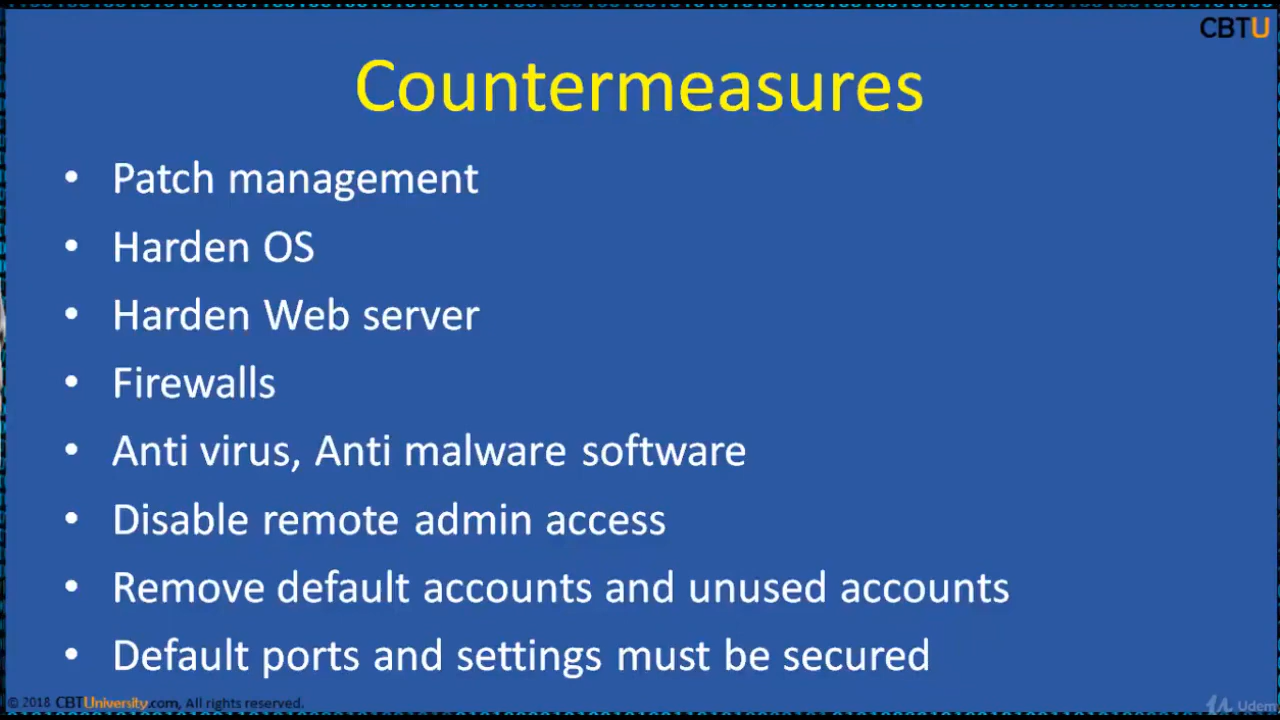 CBTU
Countermeasures
• Patch management
• Harden OS
• Harden Web server
• Firewalls
• Anti virus, Anti malware software
• Disable remote admin access
• Remove default accounts and unused accounts
• Default ports and settings must be secured
© 2018 CBTUniversity.com, All rights reserved.